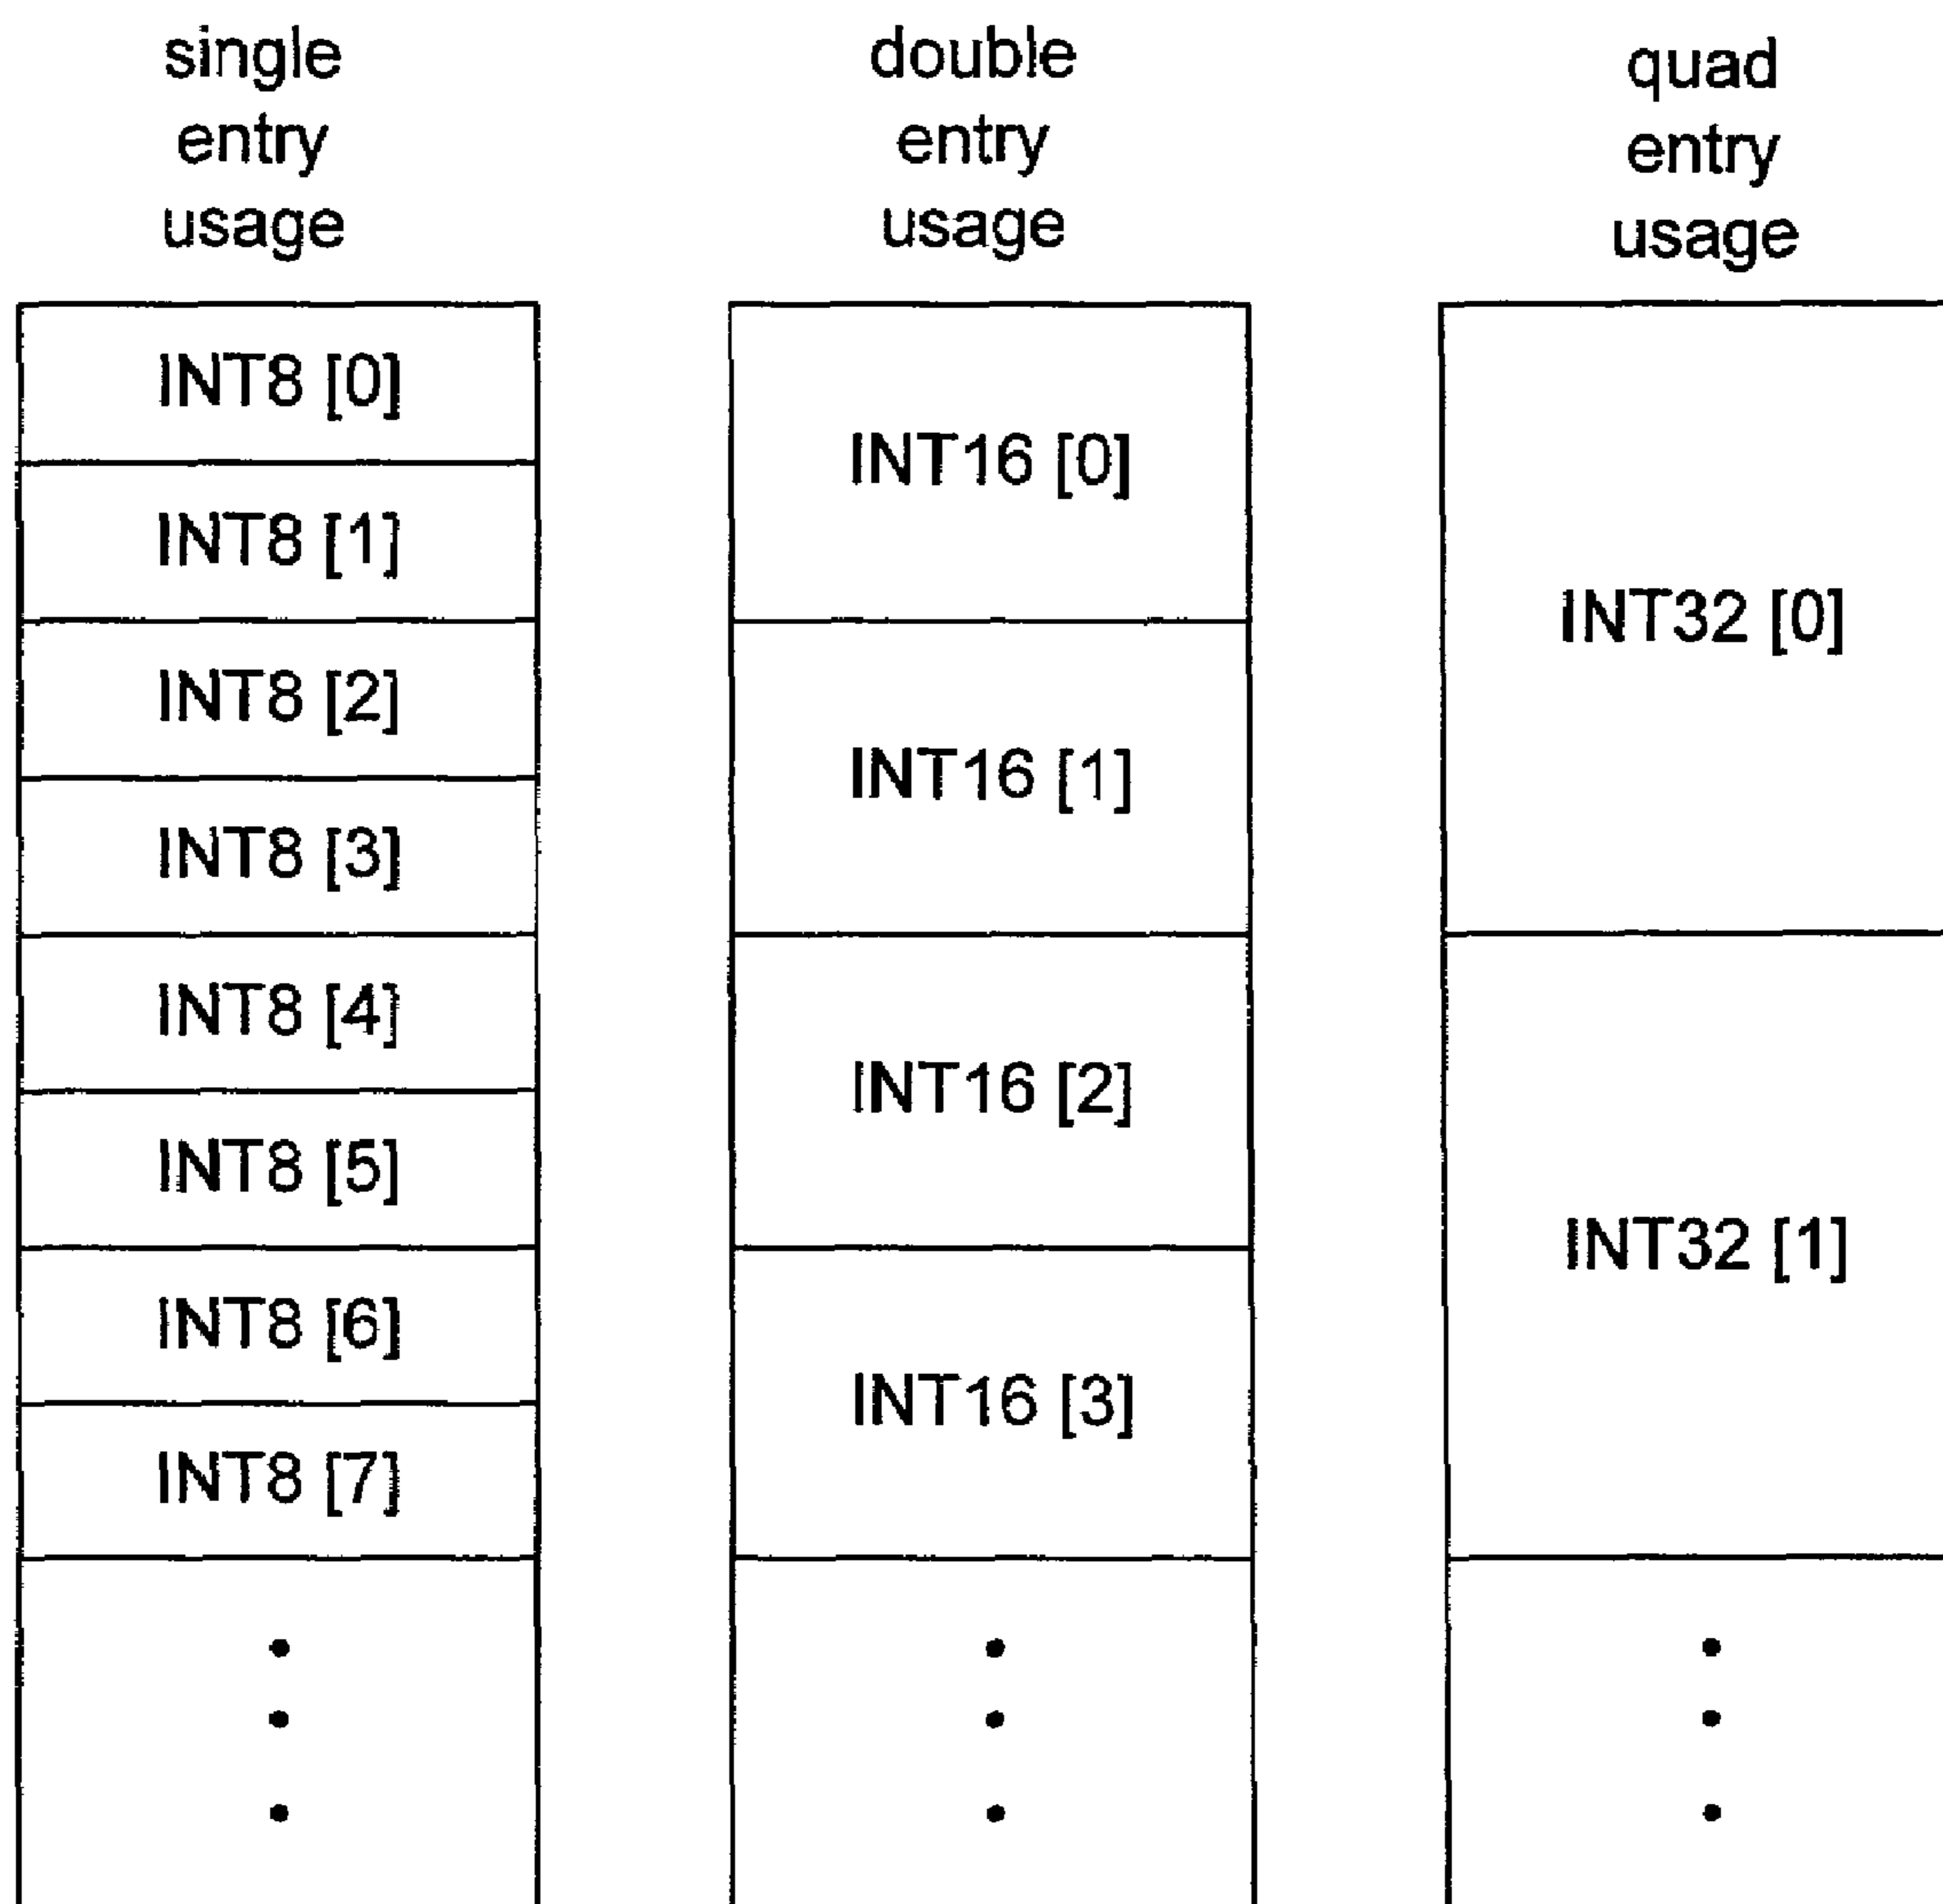 single
entry
usage
double
entry
usage
quad
entry
usage
INT8 [0]
INT8 [1]
INT8 [2]
INT8 [3]
INT8 [4]
INT8 [5]
INT8 [6]
INT8 [7]
INT16 [0]
INT16 [1]
INT16 [2]
INT16 [3]
INT32 [0]
INT32 [1]